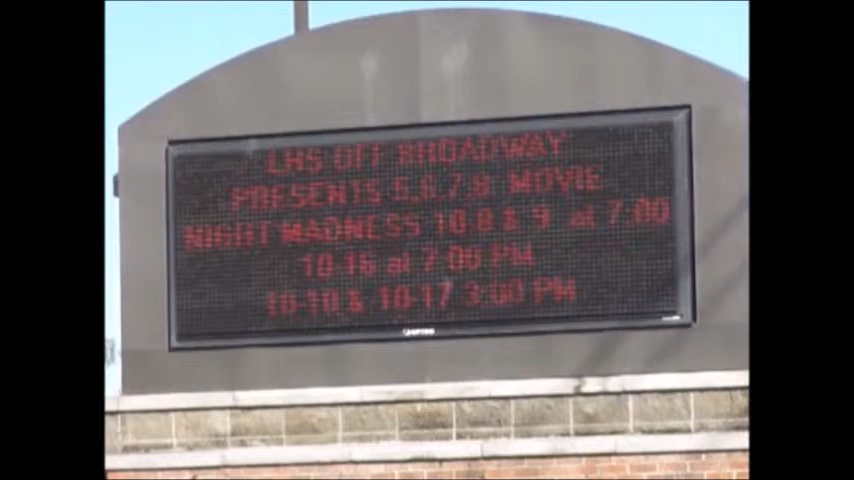 LHS OFF BROADWAY
PRESENTS 5,6,7,8 MOVIE
NIGHT MADNESS 10-8 & 9 at 7:00
10-16 at 7:00 PM
10-10 & 10-17 3:00 PM